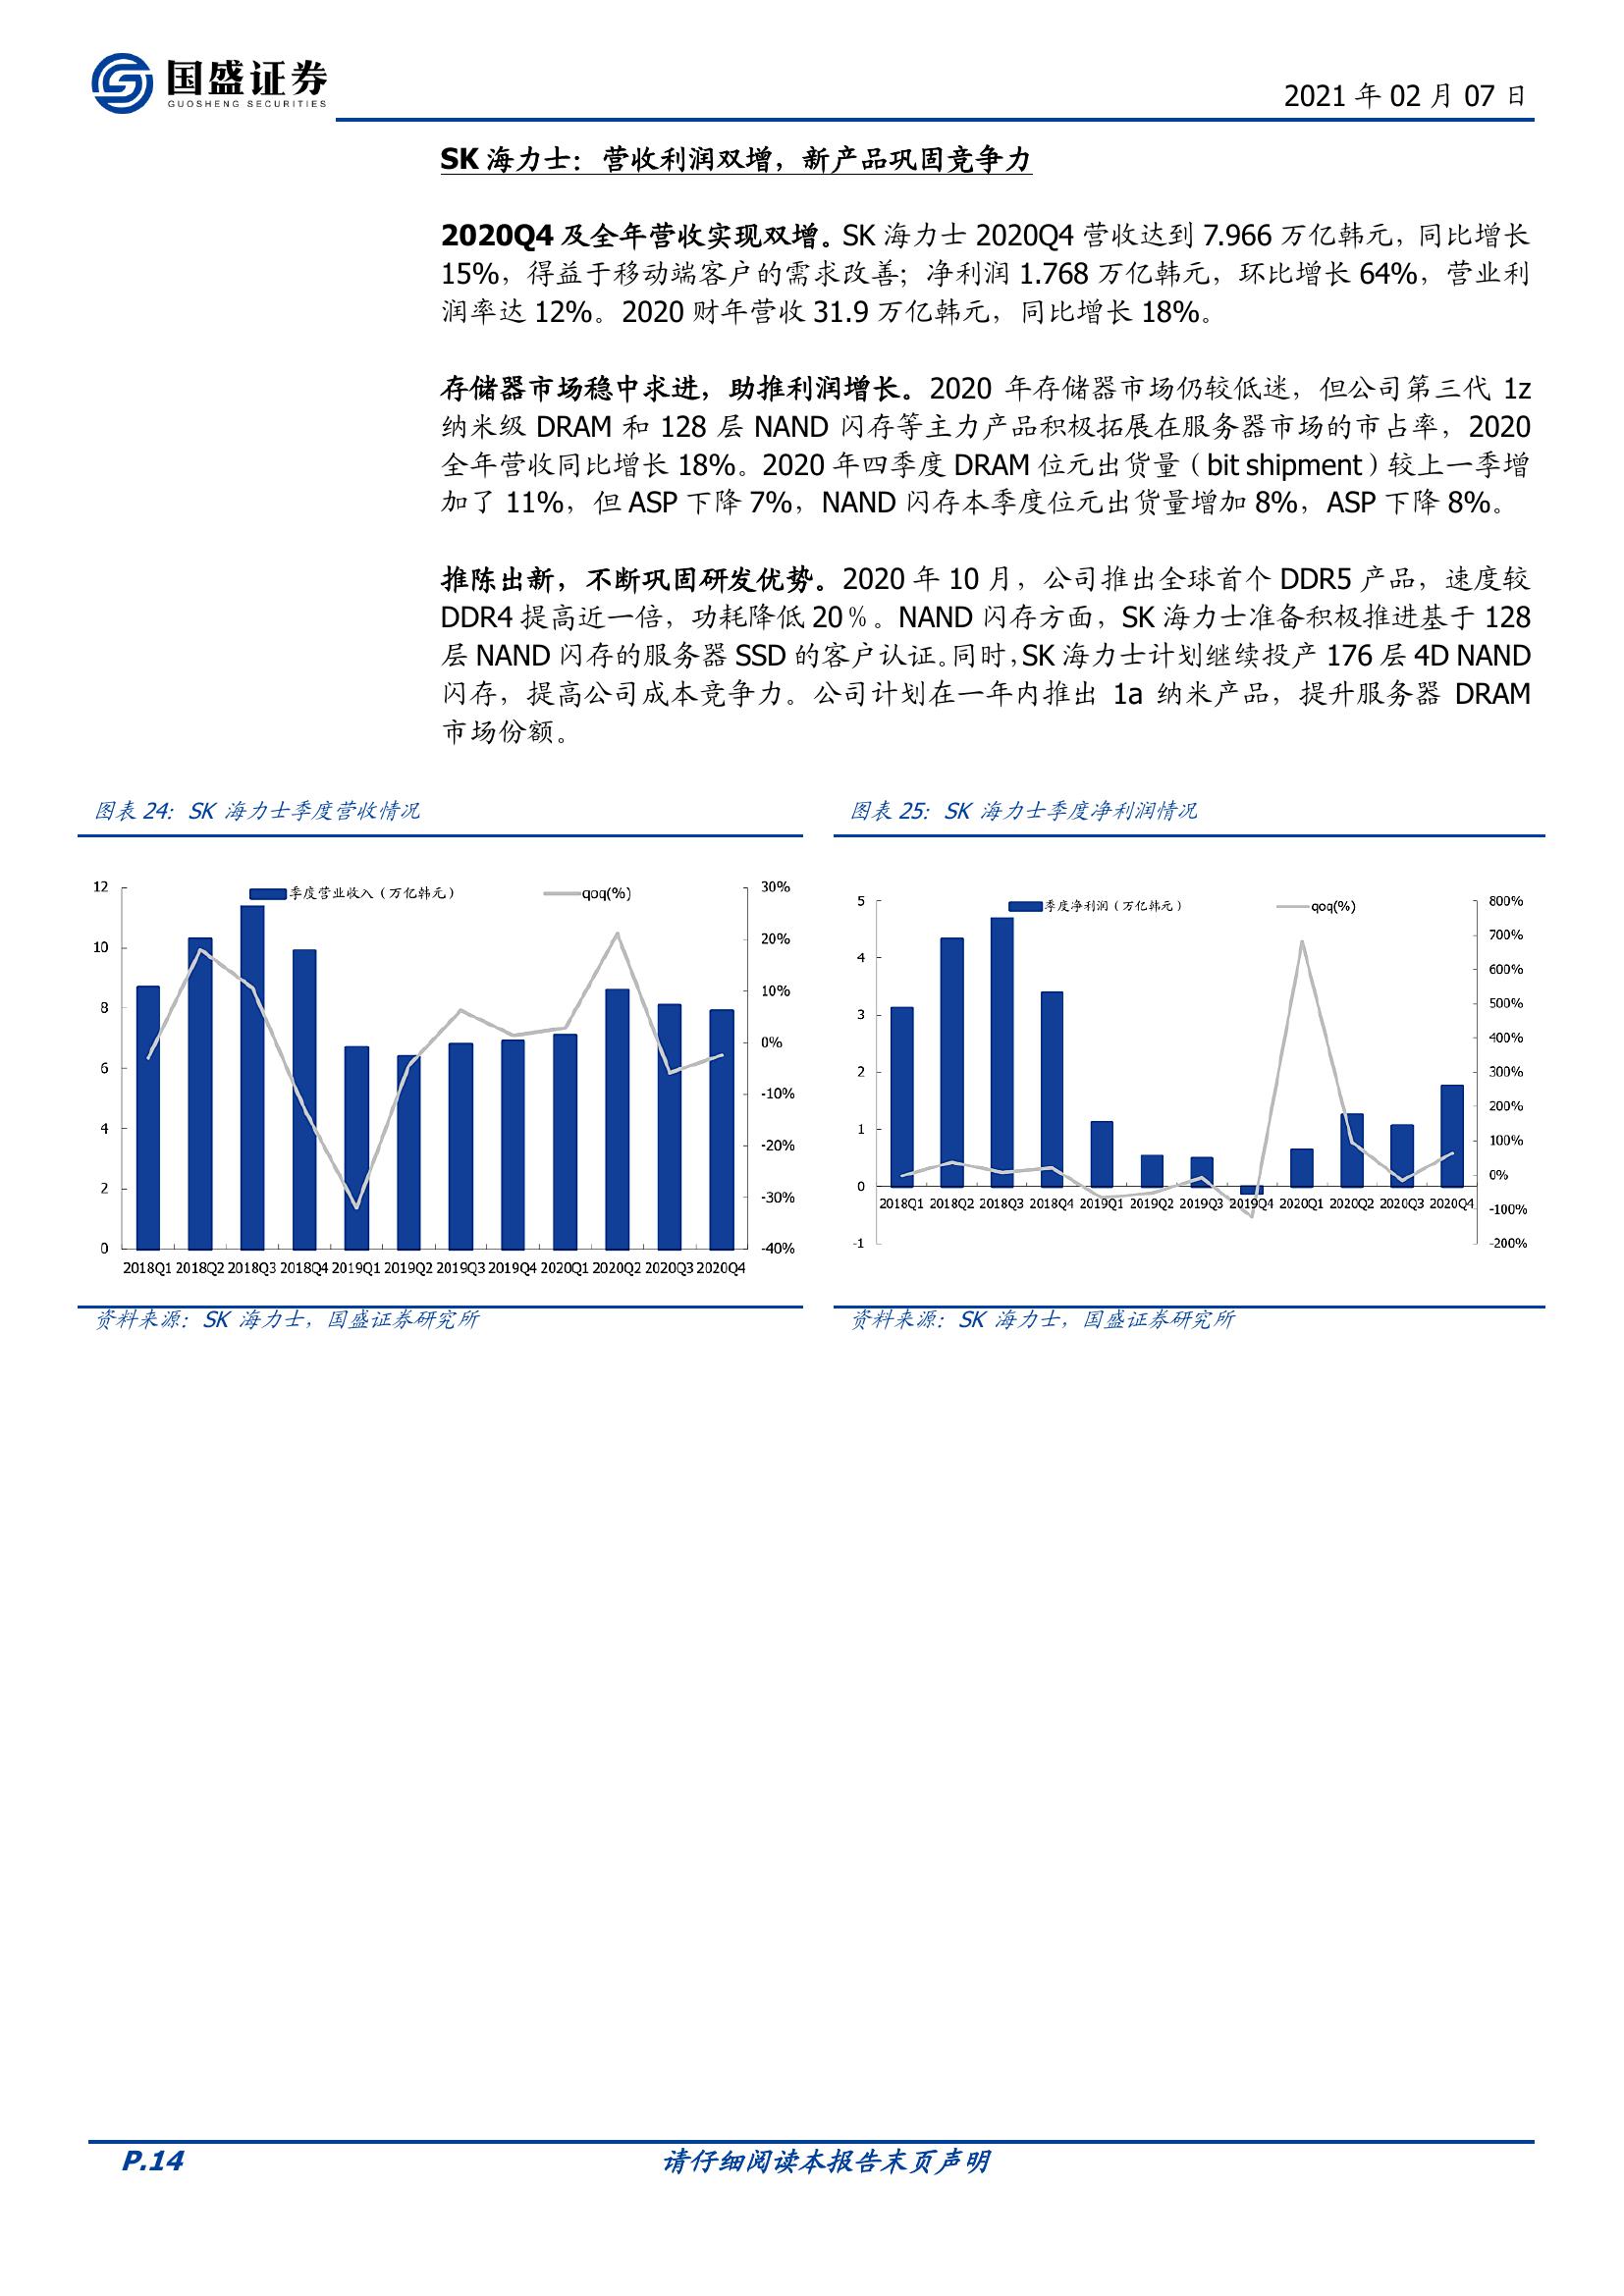 国盛证券
GUOSHENG SECURITIES
2021 年 02 月 07 日
SK 海力士：营收利润双增，新产品巩固竞争力
2020Q4 及全年营收实现双增。SK 海力士 2020Q4 营收达到 7.966 万亿韩元，同比增长
15%，得益于移动端客户的需求改善；净利润 1.768 万亿韩元，环比增长 64%，营业利
润率达 12%。2020 财年营收 31.9 万亿韩元，同比增长 18%。
存储器市场稳中求进，助推利润增长。2020 年存储器市场仍较低迷，但公司第三代 1z
纳米级 DRAM 和 128 层 NAND 闪存等主力产品积极拓展在服务器市场的市占率，2020
全年营收同比增长 18%。2020 年四季度 DRAM 位元出货量（bit shipment）较上一季增
加了 11%，但 ASP 下降 7%，NAND 闪存本季度位元出货量增加 8%，ASP 下降 8%。
推陈出新，不断巩固研发优势。2020 年 10 月，公司推出全球首个 DDR5 产品，速度较
DDR4 提高近一倍，功耗降低 20％。NAND 闪存方面，SK 海力士准备积极推进基于 128
层 NAND 闪存的服务器 SSD 的客户认证。同时，SK 海力士计划继续投产 176 层 4D NAND
闪存，提高公司成本竞争力。公司计划在一年内推出 1a 纳米产品，提升服务器 DRAM
市场份额。
图表 24：SK 海力士季度营收情况
季度营业收入（万亿韩元） qoq(%)
12 30%
10 20%
8 10%
6 0%
4 -10%
2 -20%
0 -30%
-40%
2018Q1 2018Q2 2018Q3 2018Q4 2019Q1 2019Q2 2019Q3 2019Q4 2020Q1 2020Q2 2020Q3 2020Q4
资料来源：SK 海力士，国盛证券研究所
图表 25：SK 海力士季度净利润情况
季度净利润（万亿韩元） qoq(%)
5 800%
4 700%
3 600%
2 500%
1 400%
0 300%
-1 200%
100%
0%
-100%
-200%
2018Q1 2018Q2 2018Q3 2018Q4 2019Q1 2019Q2 2019Q3 2019Q4 2020Q1 2020Q2 2020Q3 2020Q4
资料来源：SK 海力士，国盛证券研究所
P.14
请仔细阅读本报告末页声明